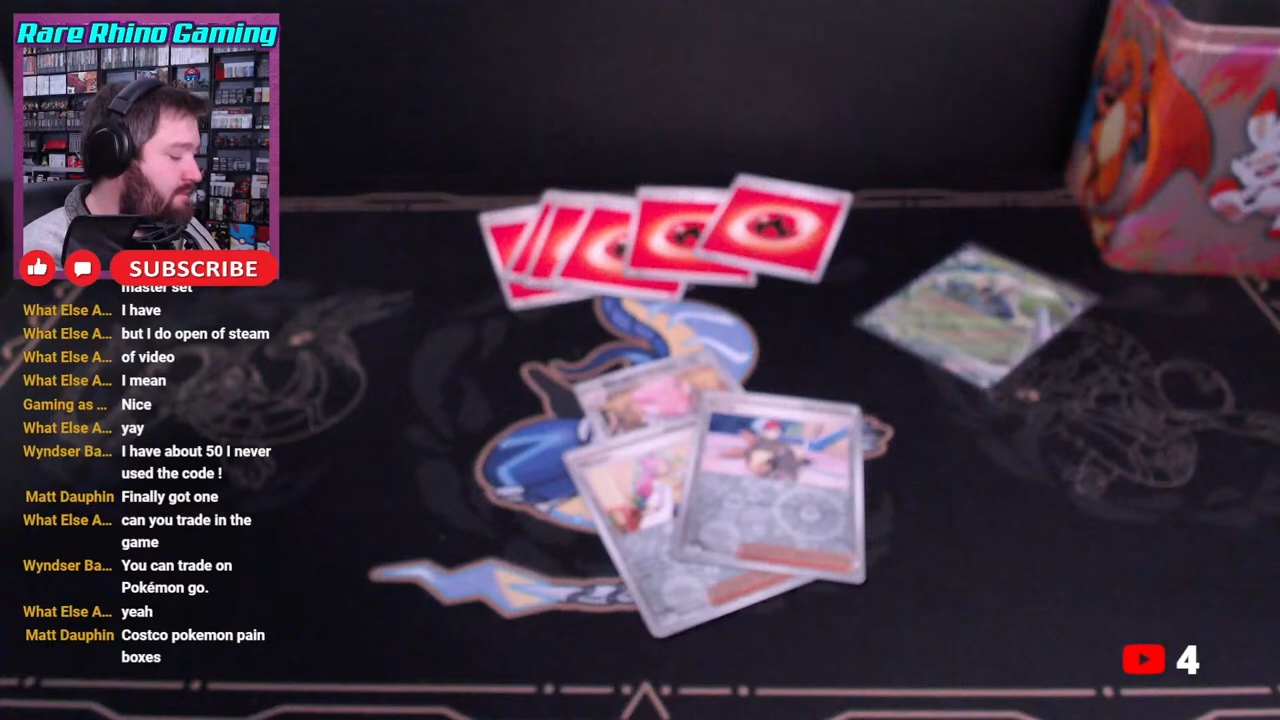 Rare Rhino Gaming
SUBSCRIBE
master set
What Else A... I have
What Else A... but I do open of steam
What Else A... of video
What Else A... I mean
Gaming as ... Nice
What Else A... yay
Wyndser Ba... I have about 50 I never
used the code !
Matt Dauphin Finally got one
What Else A... can you trade in the
game
Wyndser Ba... You can trade on
Pokémon go.
What Else A... yeah
Matt Dauphin Costco pokemon pain
boxes
4